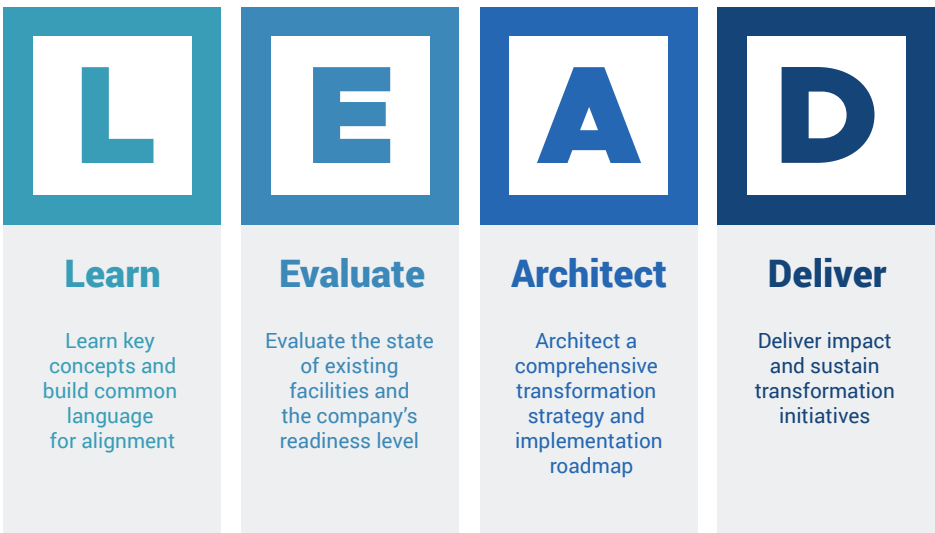 L
E
A
D
Learn
Learn key
concepts and
build common
language
for alignment
Evaluate
Evaluate the state
of existing
facilities and
the company's
readiness level
Architect
Architect a
comprehensive
transformation
strategy and
implementation
roadmap
Deliver
Deliver impact
and sustain
transformation
initiatives